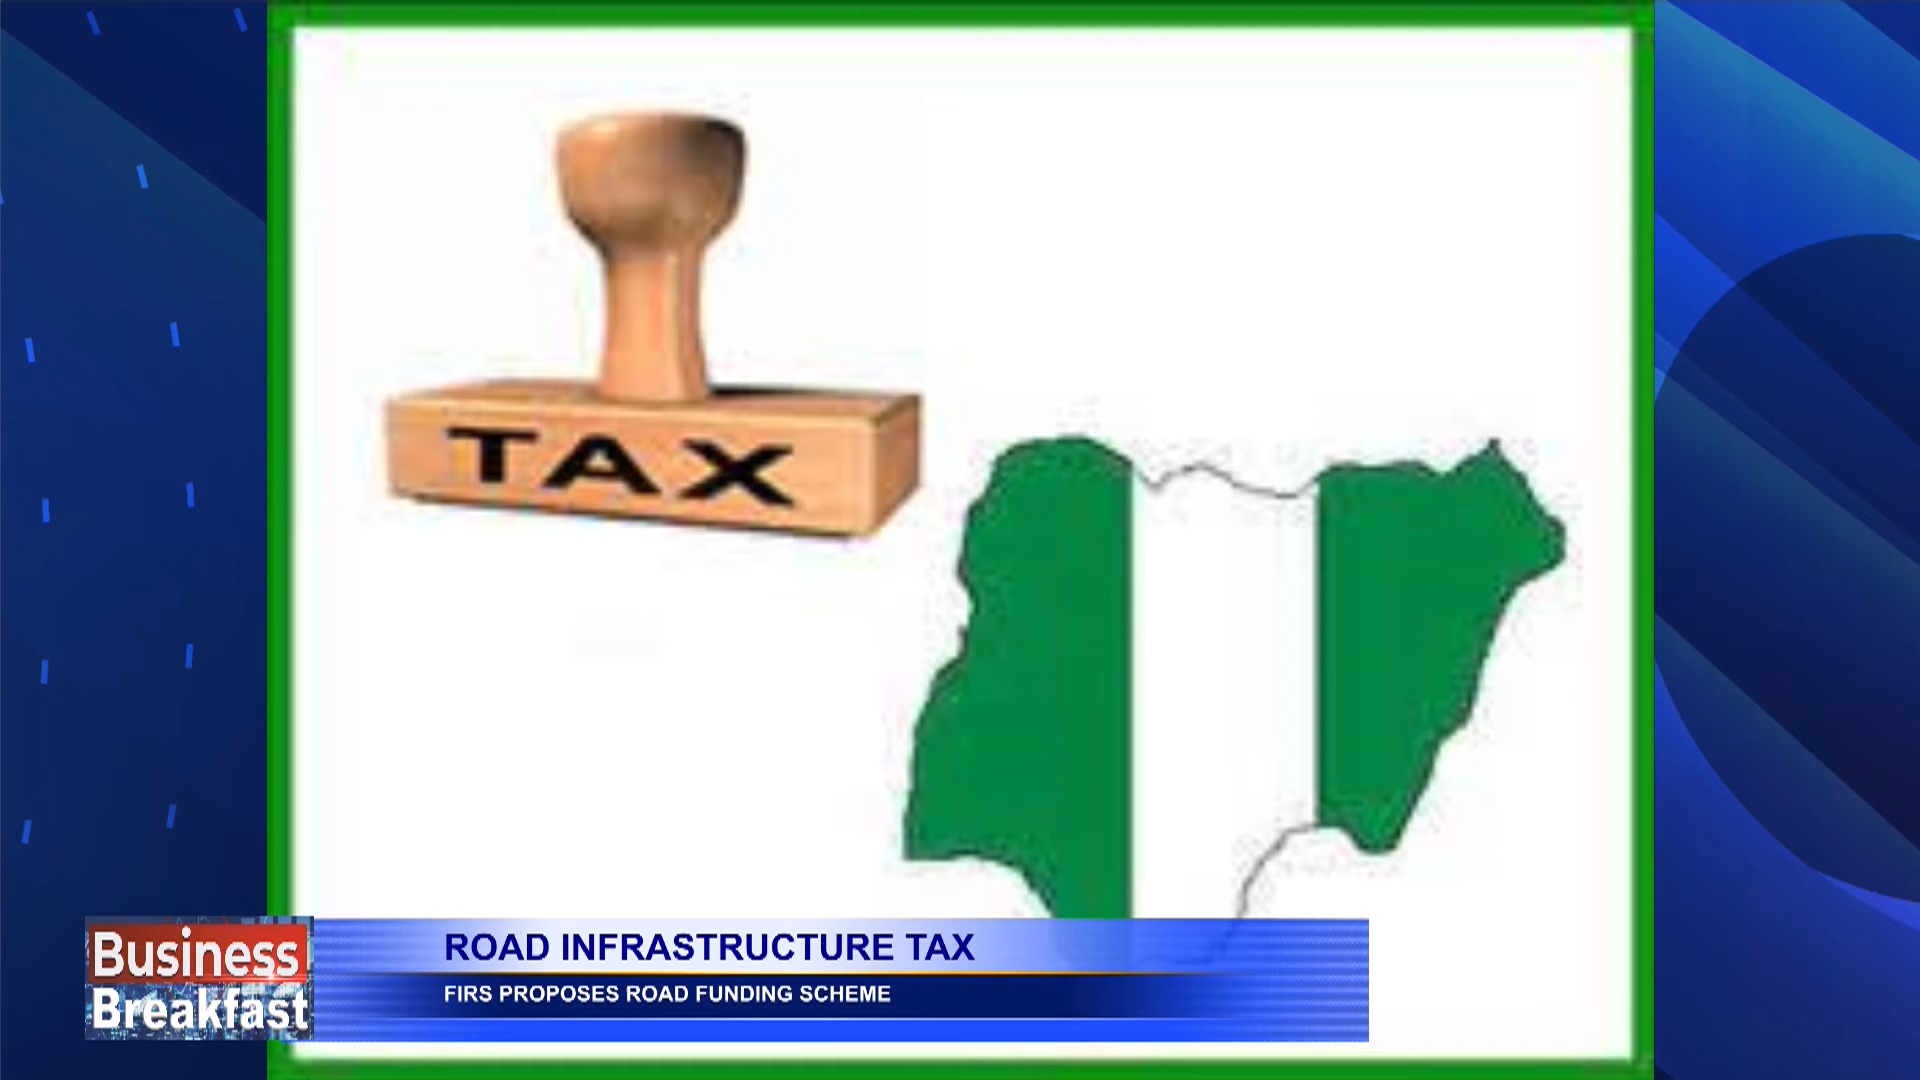 TAX
ROAD INFRASTRUCTURE TAX
FIRS PROPOSES ROAD FUNDING SCHEME
Business
Breakfast